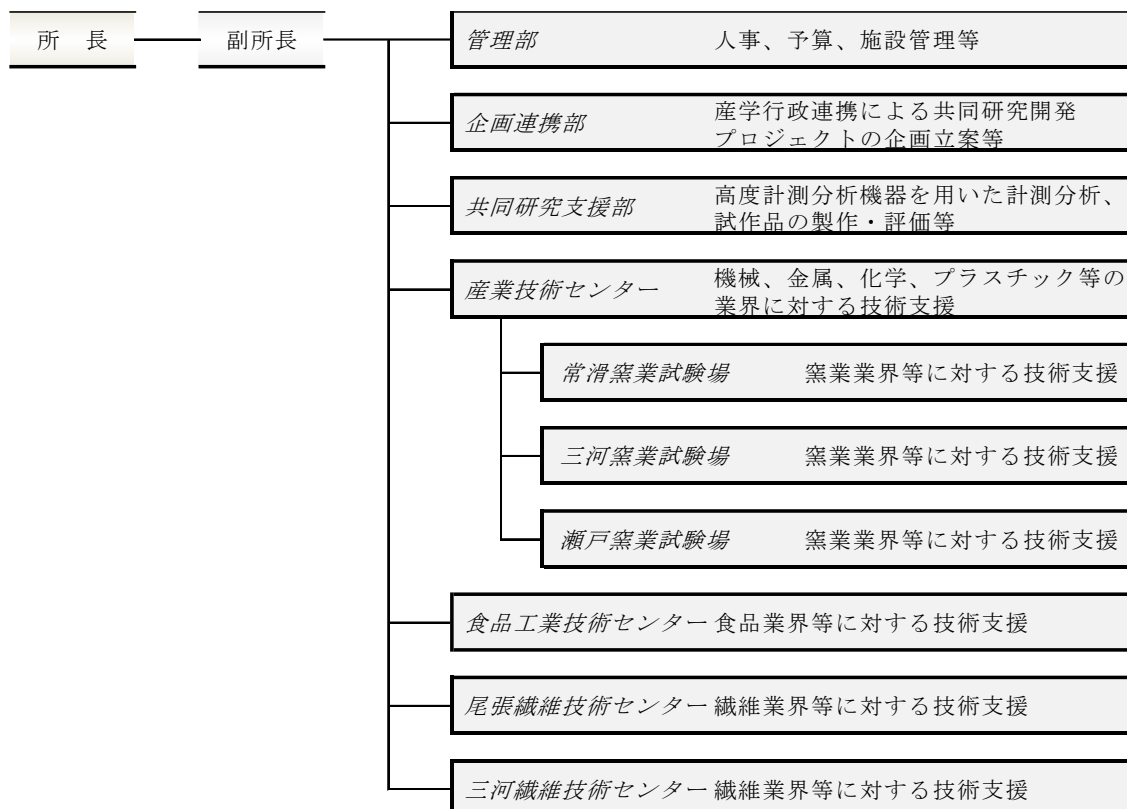 所 長
副所長
管理部 人事、予算、施設管理等
企画連携部 産学行政連携による共同研究開発
プロジェクトの企画立案等
共同研究支援部 高度計測分析機器を用いた計測分析、
試作品の製作・評価等
産業技術センター 機械、金属、化学、プラスチック等の
業界に対する技術支援
常滑窯業試験場 窯業業界等に対する技術支援
三河窯業試験場 窯業業界等に対する技術支援
瀬戸窯業試験場 窯業業界等に対する技術支援
食品工業技術センター 食品業界等に対する技術支援
尾張繊維技術センター 繊維業界等に対する技術支援
三河繊維技術センター 繊維業界等に対する技術支援